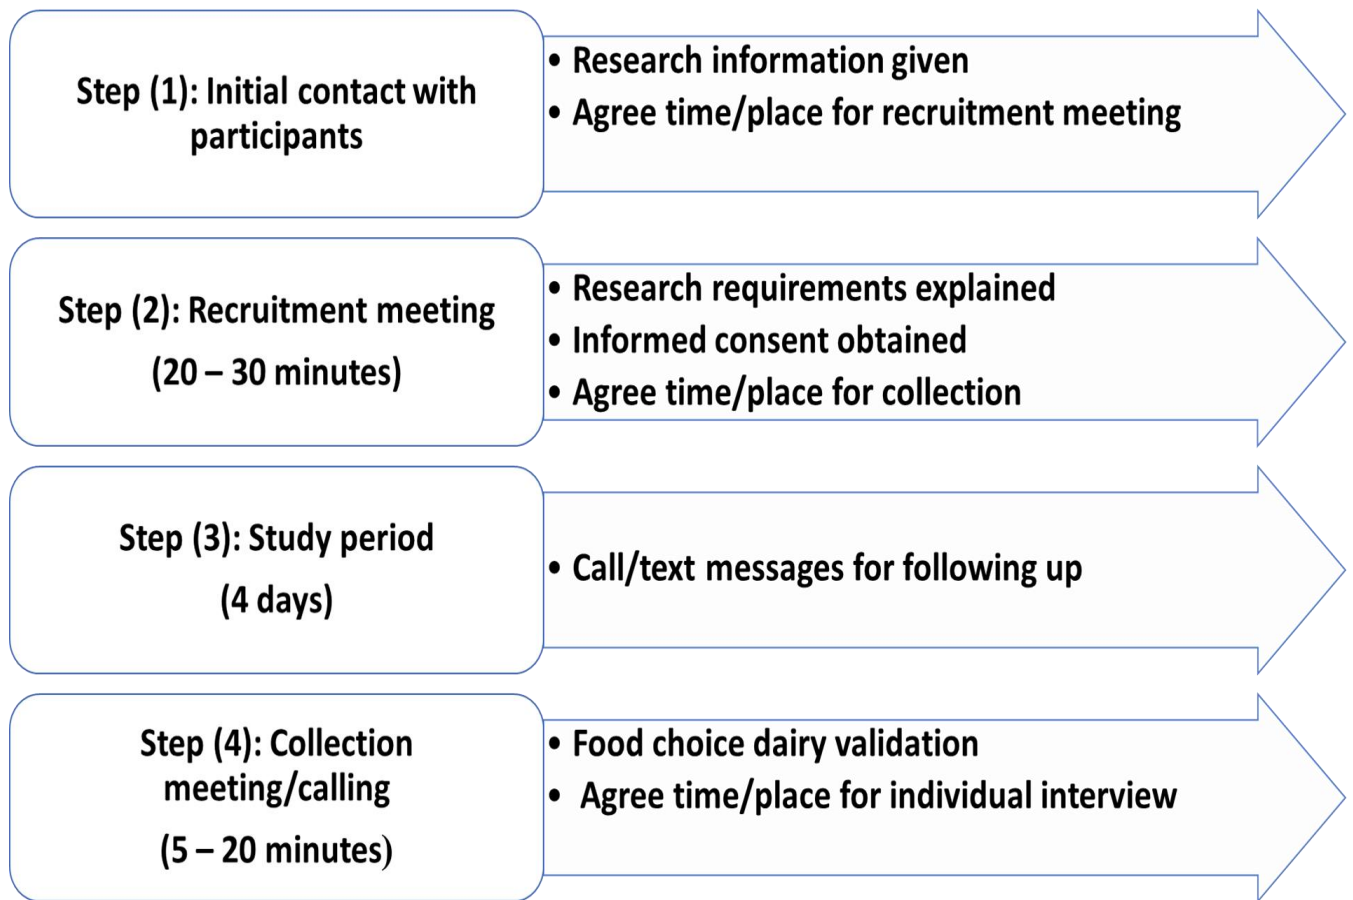 Step (1): Initial contact with
participants
• Research information given
• Agree time/place for recruitment meeting
Step (2): Recruitment meeting
(20 – 30 minutes)
• Research requirements explained
• Informed consent obtained
• Agree time/place for collection
Step (3): Study period
(4 days)
• Call/text messages for following up
Step (4): Collection
meeting/calling
(5 – 20 minutes)
• Food choice dairy validation
• Agree time/place for individual interview